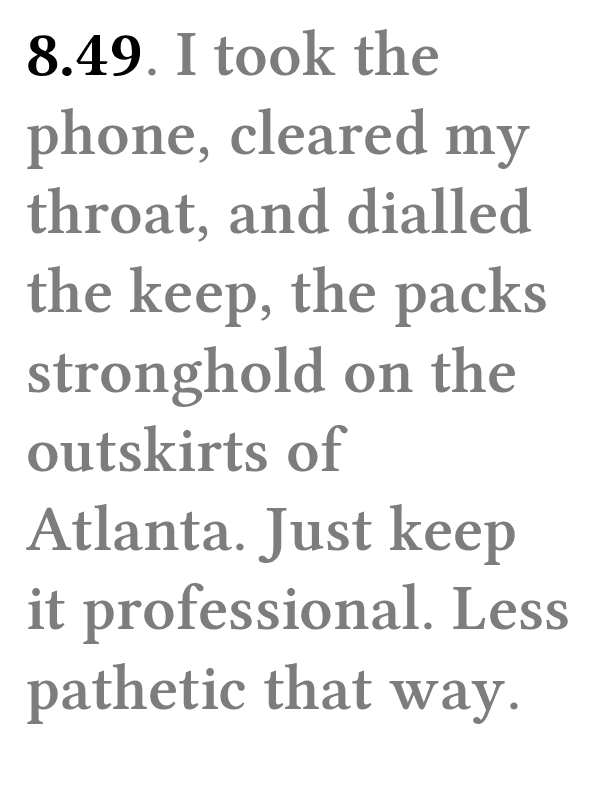 8.49. I took the
phone, cleared my
throat, and dialled
the keep, the packs
stronghold on the
outskirts of
Atlanta. Just keep
it professional. Less
pathetic that way.